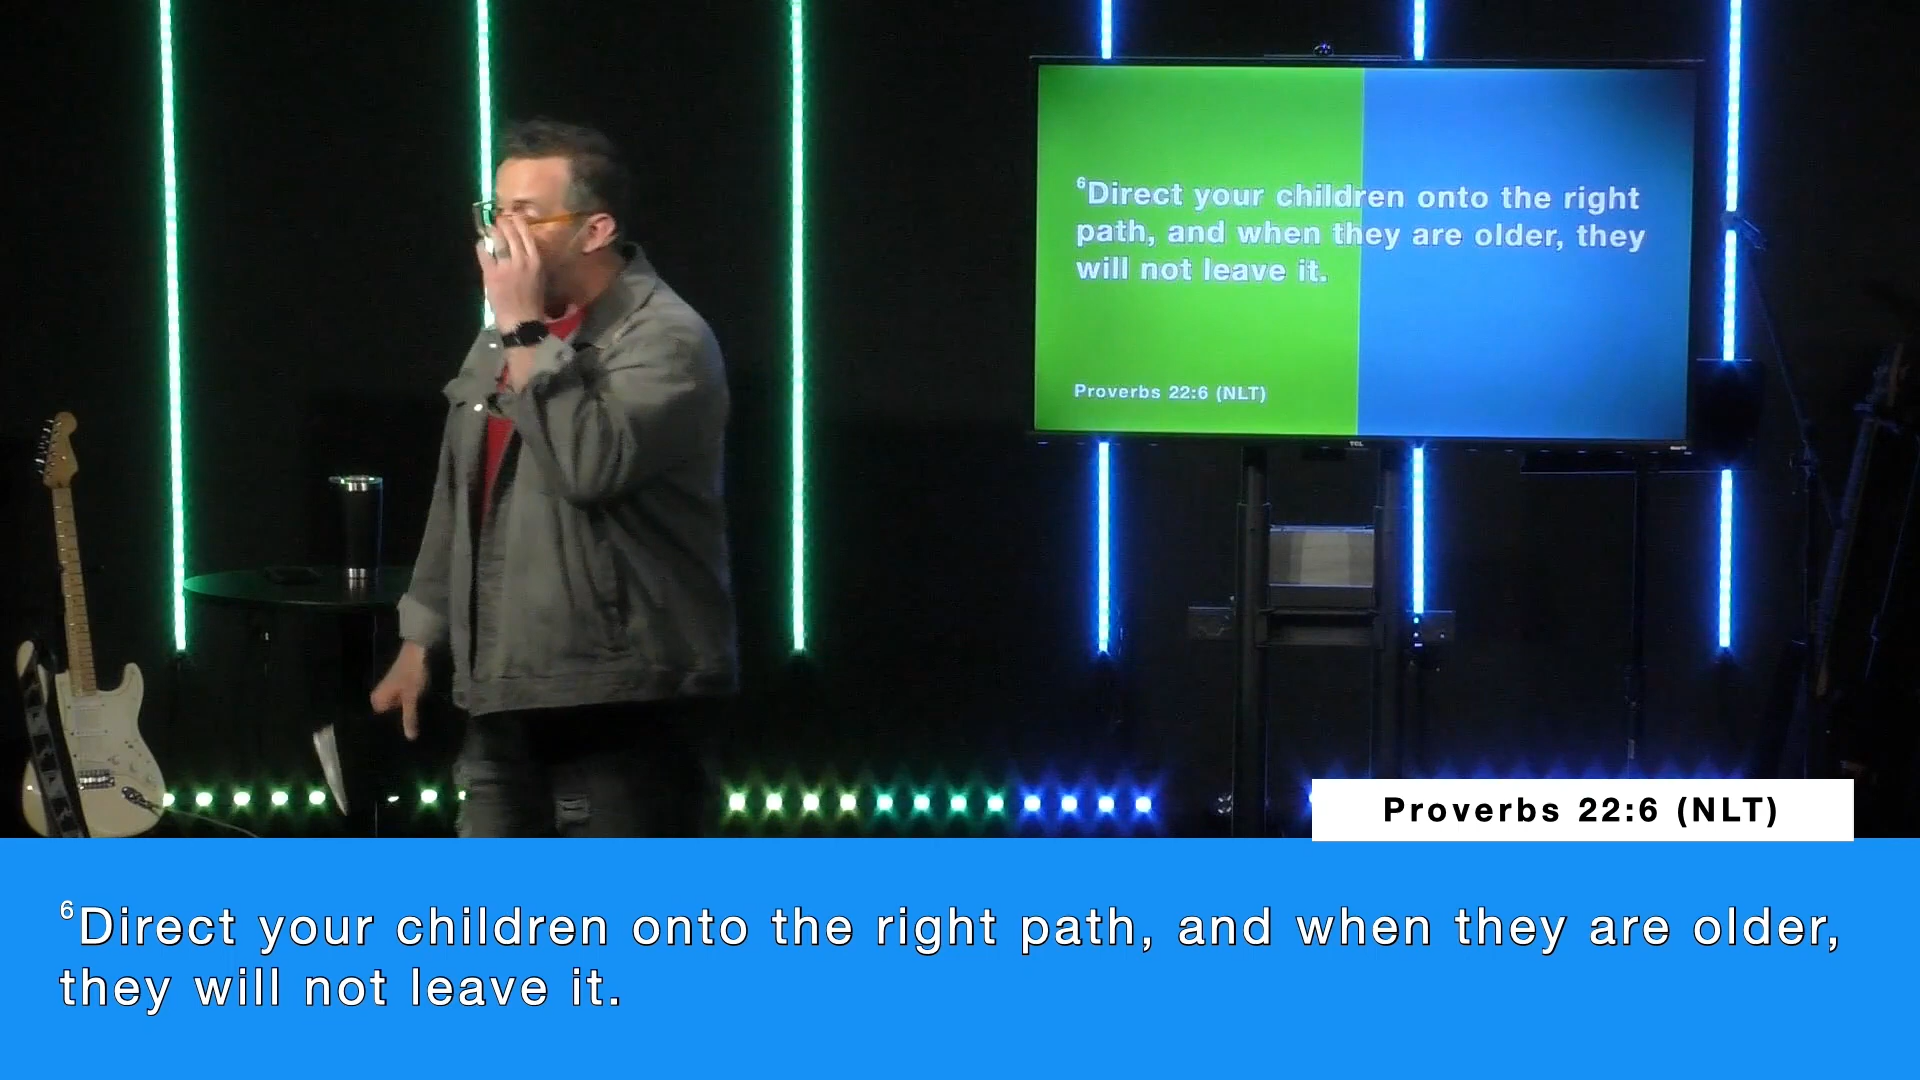 ⁶Direct your children onto the right
path, and when they are older, they
will not leave it.
Proverbs 22:6 (NLT)
TCL
Proverbs 22:6 (NLT)
⁶Direct your children onto the right path, and when they are older,
they will not leave it.